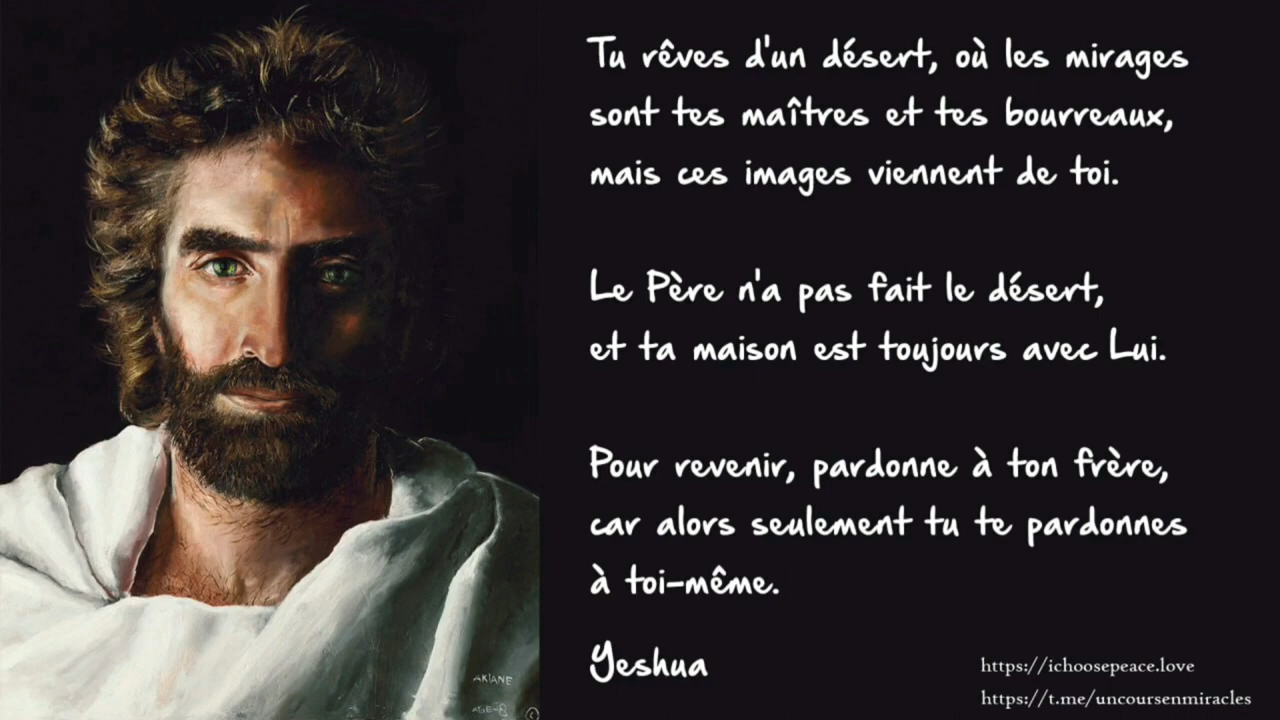 Tu rêves d'un désert, où les mirages
sont tes maîtres et tes bourreaux,
mais ces images viennent de toi.
Le Père n'a pas fait le désert,
et ta maison est toujours avec Lui.
Pour revenir, pardonne à ton frère,
car alors seulement tu te pardonnes
à toi-même.
Yeshua
https://ichoosepeace.love
https://t.me/uncoursenmiracles
AKIANE
AGE-8
©